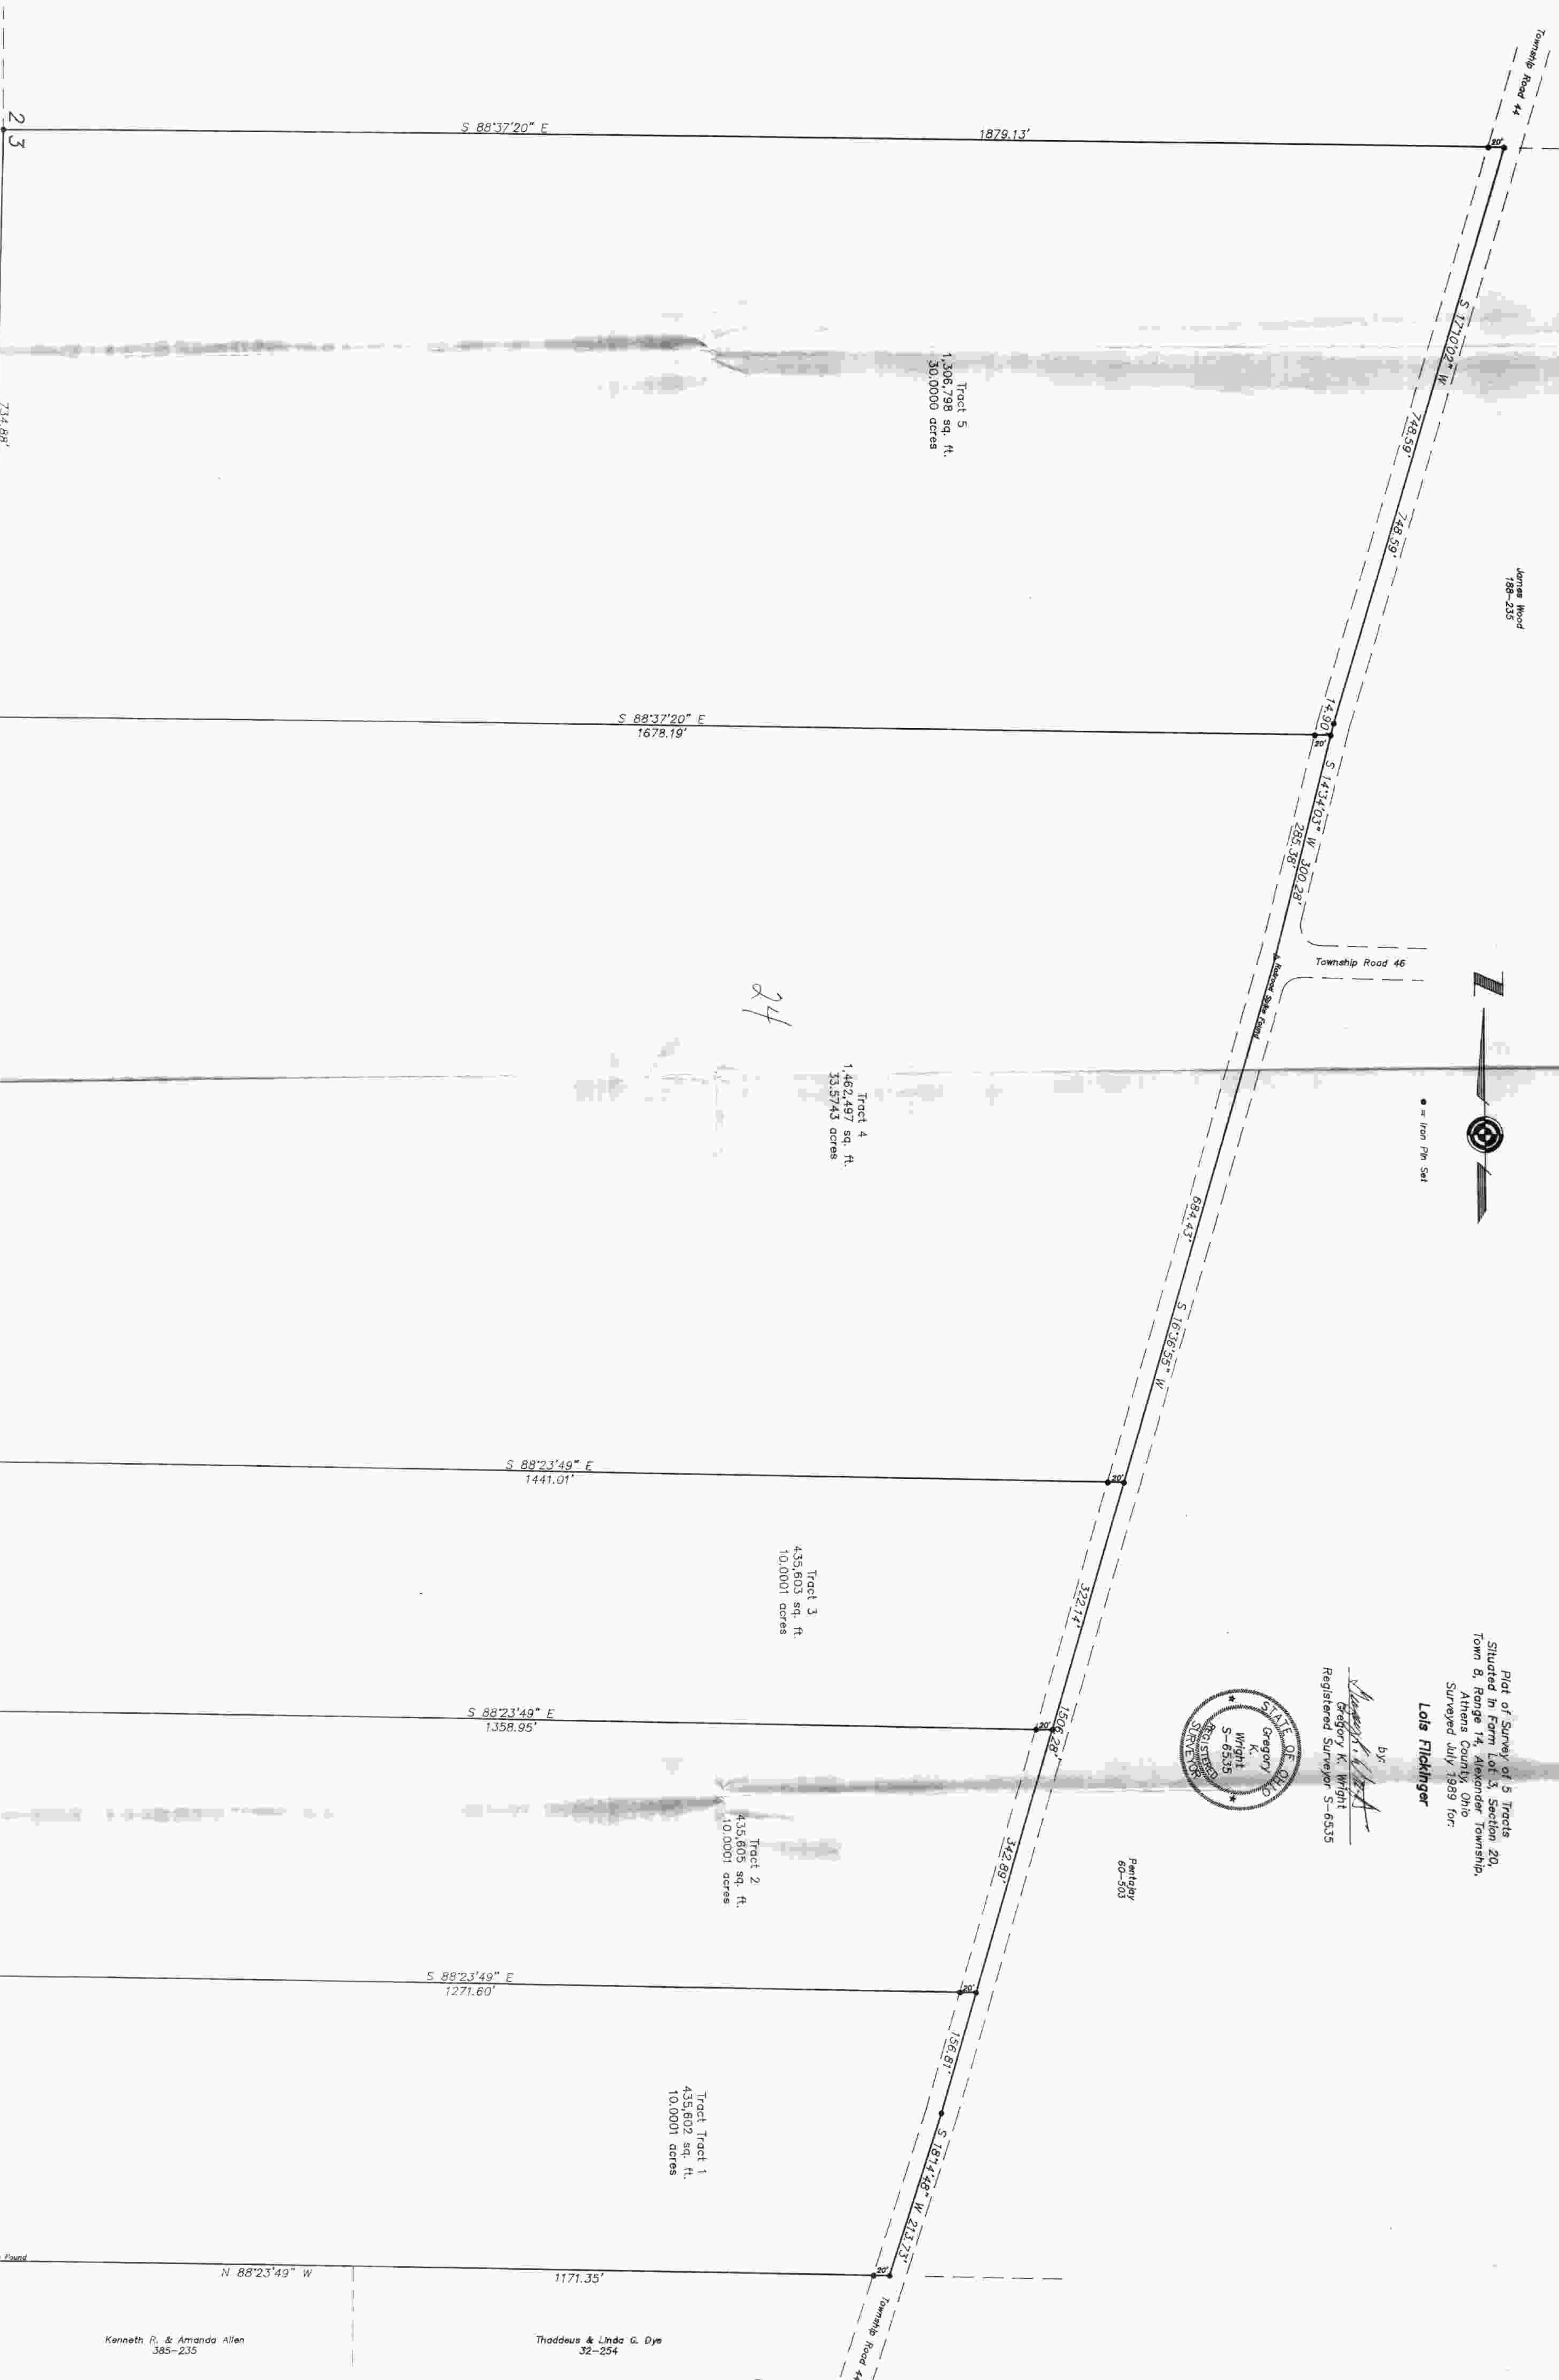 Plat of Survey of 5 Tracts
Situated in Farm Lot 3, Section 20,
Town 8, Range 14, Alexander Township,
Athens County, Ohio
Surveyed July 1989 for:
Lois Flickinger
by:
Gregory K. Wright
Registered Surveyor S-6535
STATE OF OHIO
Gregory
K.
Wright
S-6535
REGISTERED
SURVEYOR
● = Iron Pin Set
Township Road 44
20'
S 88°37'20" E
1879.13'
2 3
734.88'
S 17°10'02" W
748.59'
748.59'
James Wood
188-235
Tract 5
1,306,798 sq. ft.
30.0000 acres
S 88°37'20" E
1678.19'
14.90'
20'
S 14°34'03" W 300.28'
285.38'
Township Road 46
Railroad Spike Found
24
Tract 4
1,462,497 sq. ft.
33.5743 acres
684.43'
S 16°36'55" W
S 88°23'49" E
1441.01'
20'
Tract 3
435,603 sq. ft.
10.0001 acres
322.14'
S 88°23'49" E
1358.95'
20'
1506.28'
Tract 2
435,605 sq. ft.
10.0001 acres
342.89'
Pentajay
60-503
S 88°23'49" E
1271.60'
20'
156.81'
Tract Tract 1
435,602 sq. ft.
10.0001 acres
S 18°14'48" W 213.73'
Found
N 88°23'49" W
1171.35'
20'
Township Road 44
Kenneth R. & Amanda Allen
385-235
Thaddeus & Linda G. Dye
32-254